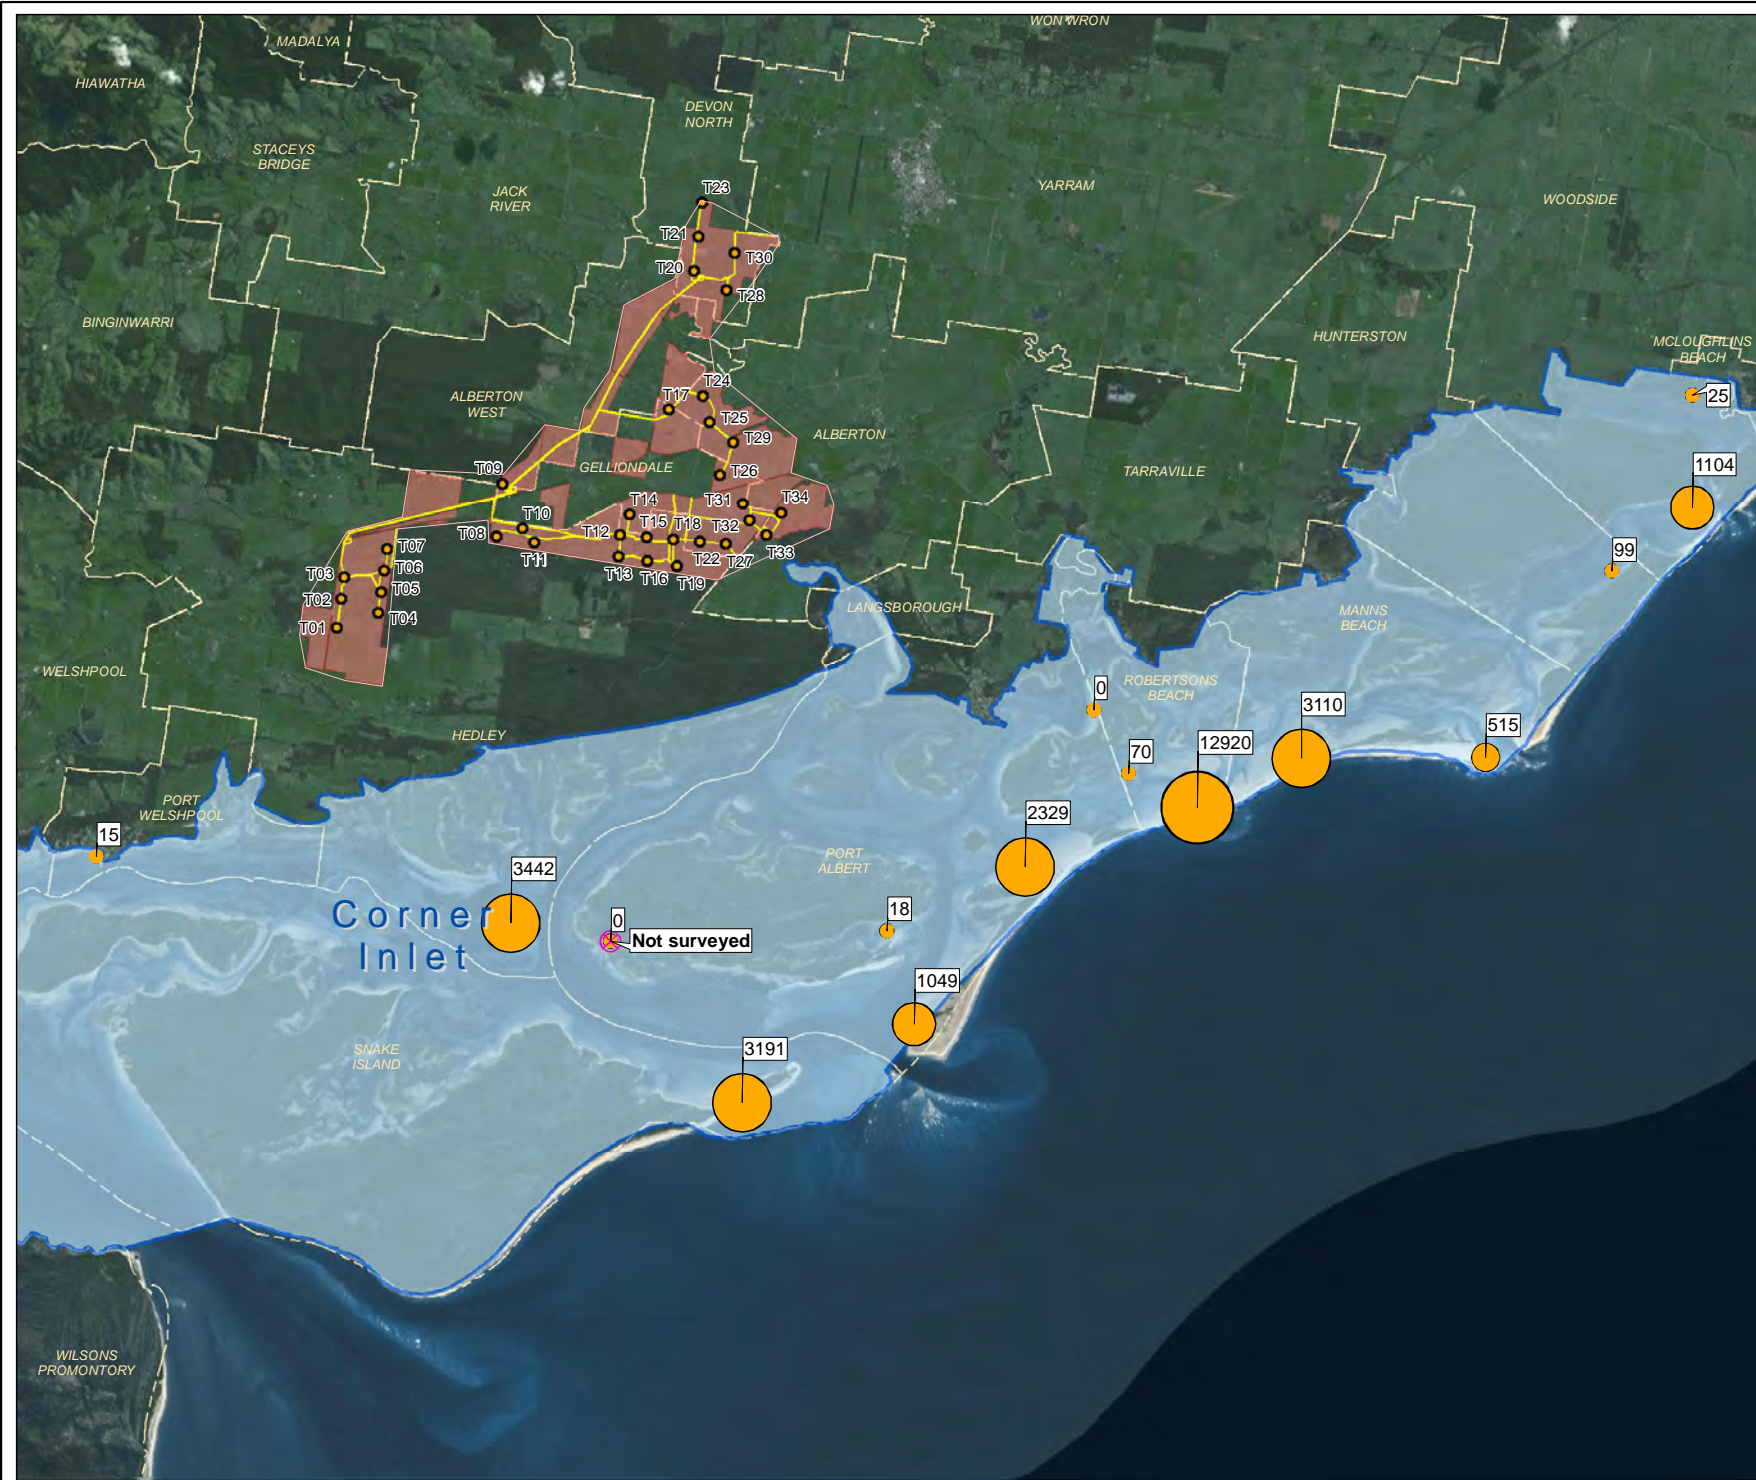 WON WRON
MADALYA
HIAWATHA
DEVON
NORTH
STACEYS
BRIDGE
JACK
RIVER
YARRAM
WOODSIDE
T23
T21
T20
T30
T28
BINGINWARRI
HUNTERSTON
MCLOUGHLINS
BEACH
25
ALBERTON
WEST
T17
T24
T25
T29
ALBERTON
GELLIONDALE
TARRAVILLE
T26
1104
T09
T14
T31
T34
T10
T15
T18
T32
T08
T11
T12
T22
T27
T33
T13
T16
T19
99
T07
T06
T03
T05
T02
T04
T01
LANGSBOROUGH
MANNS
BEACH
WELSHPOOL
ROBERTSONS
BEACH
0
3110
515
HEDLEY
12920
70
PORT
WELSHPOOL
15
2329
3442
PORT
ALBERT
Corner
Inlet
0
Not surveyed
18
1049
3191
SNAKE
ISLAND
WILSONS
PROMONTORY